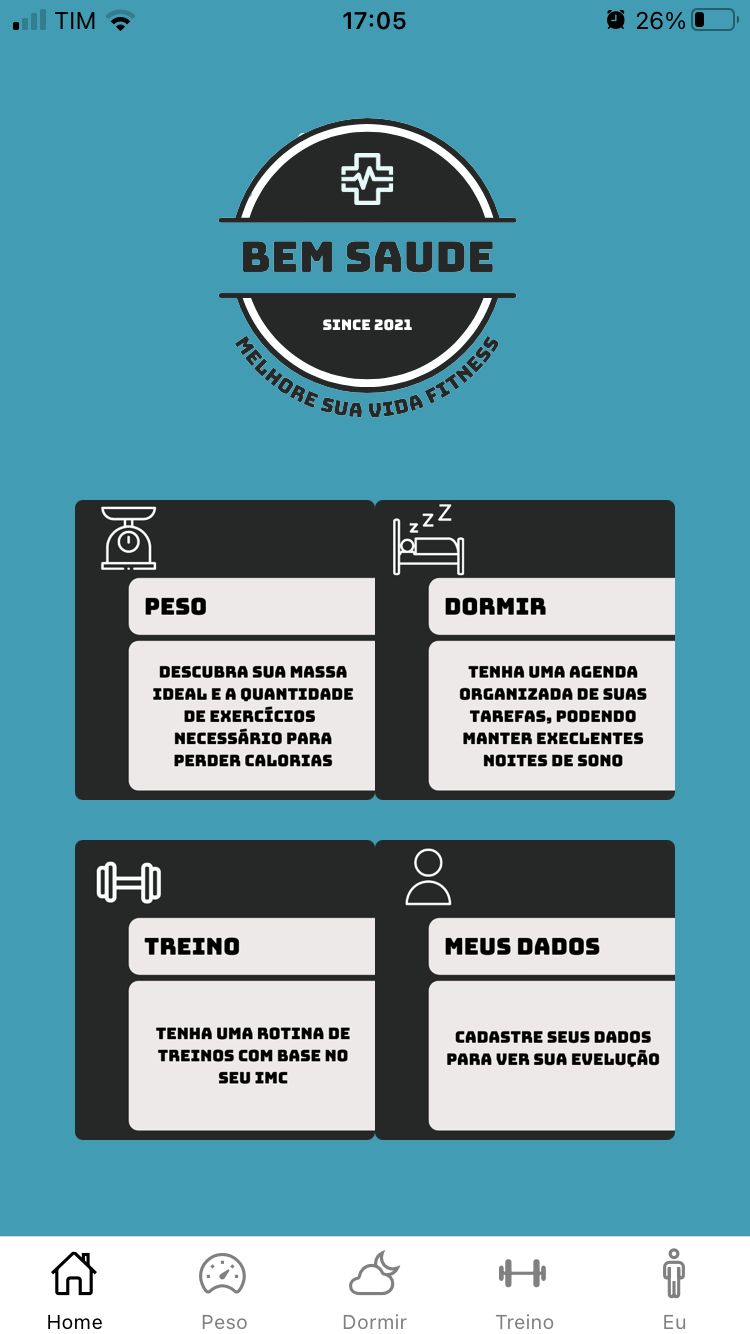 TIM 17:05 26%
BEM SAUDE
SINCE 2021
MELHORE SUA VIDA FITNESS
Z Z Z
PESO
DESCUBRA SUA MASSA
IDEAL E A QUANTIDADE
DE EXERCÍCIOS
NECESSÁRIO PARA
PERDER CALORIAS
DORMIR
TENHA UMA AGENDA
ORGANIZADA DE SUAS
TAREFAS, PODENDO
MANTER EXECLENTES
NOITES DE SONO
TREINO
TENHA UMA ROTINA DE
TREINOS COM BASE NO
SEU IMC
MEUS DADOS
CADASTRE SEUS DADOS
PARA VER SUA EVELUÇÃO
Home Peso Dormir Treino Eu